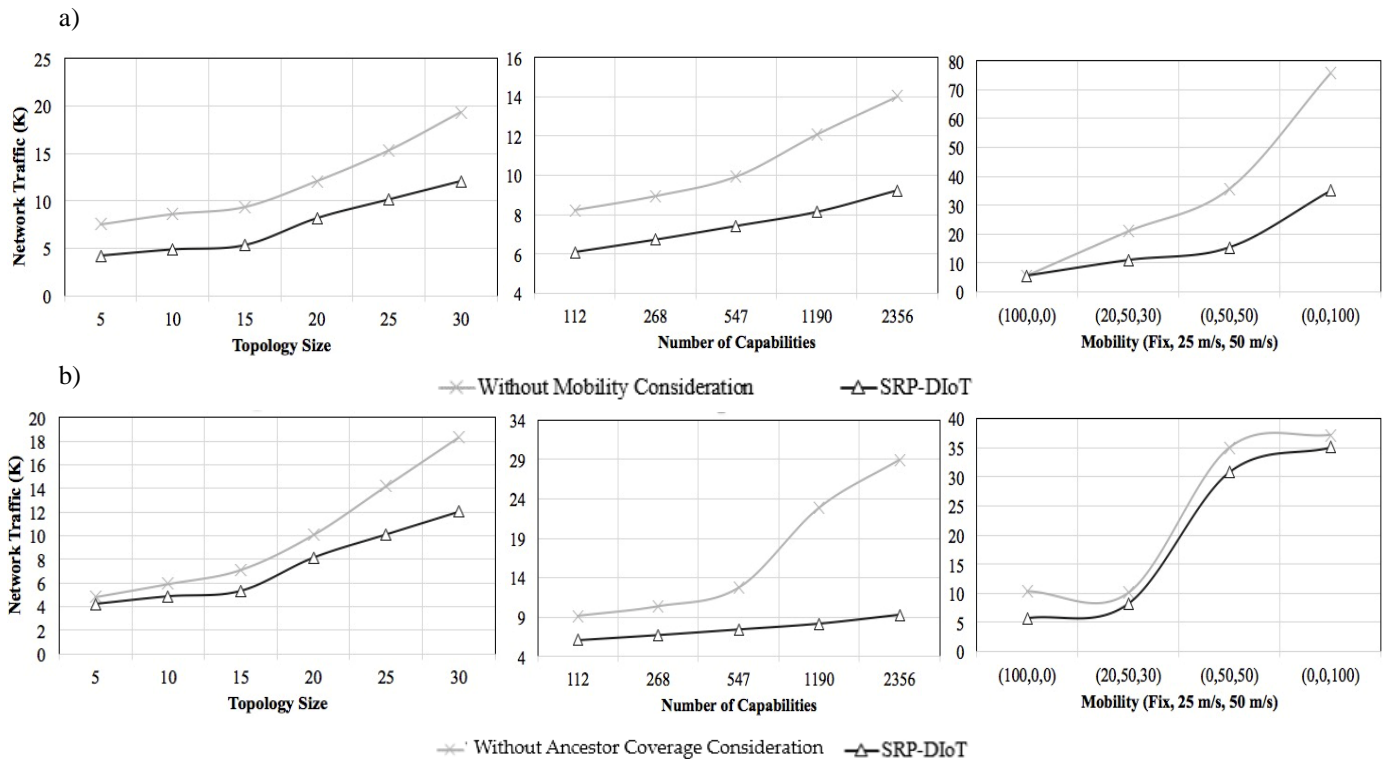 a)
Network Traffic (K)
25
20
15
10
5
0
5 10 15 20 25 30
Topology Size
16
14
12
10
8
6
4
112 268 547 1190 2356
Number of Capabilities
80
70
60
50
40
30
20
10
0
(100,0,0) (20,50,30) (0,50,50) (0,0,100)
Mobility (Fix, 25 m/s, 50 m/s)
Without Mobility Consideration SRP-DIoT
b)
Network Traffic (K)
20
18
16
14
12
10
8
6
4
2
0
5 10 15 20 25 30
Topology Size
34
29
24
19
14
9
4
112 268 547 1190 2356
Number of Capabilities
40
35
30
25
20
15
10
5
0
(100,0,0) (20,50,30) (0,50,50) (0,0,100)
Mobility (Fix, 25 m/s, 50 m/s)
Without Ancestor Coverage Consideration SRP-DIoT